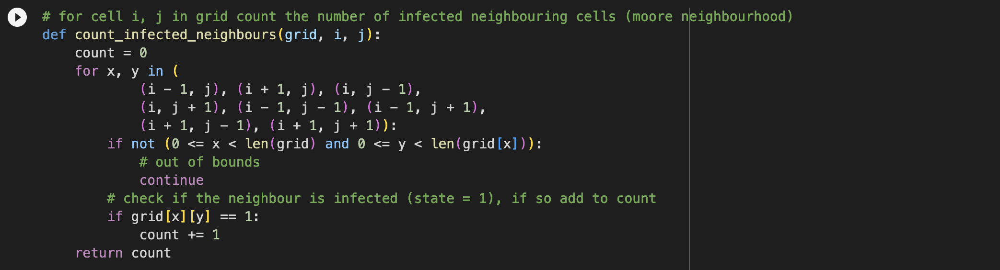 # for cell i, j in grid count the number of infected neighbouring cells (moore neighbourhood)
def count_infected_neighbours(grid, i, j):
    count = 0
    for x, y in (
            (i - 1, j), (i + 1, j), (i, j - 1),
            (i, j + 1), (i - 1, j - 1), (i - 1, j + 1),
            (i + 1, j - 1), (i + 1, j + 1)):
        if not (0 <= x < len(grid) and 0 <= y < len(grid[x])):
            # out of bounds
            continue
        # check if the neighbour is infected (state = 1), if so add to count
        if grid[x][y] == 1:
            count += 1
    return count